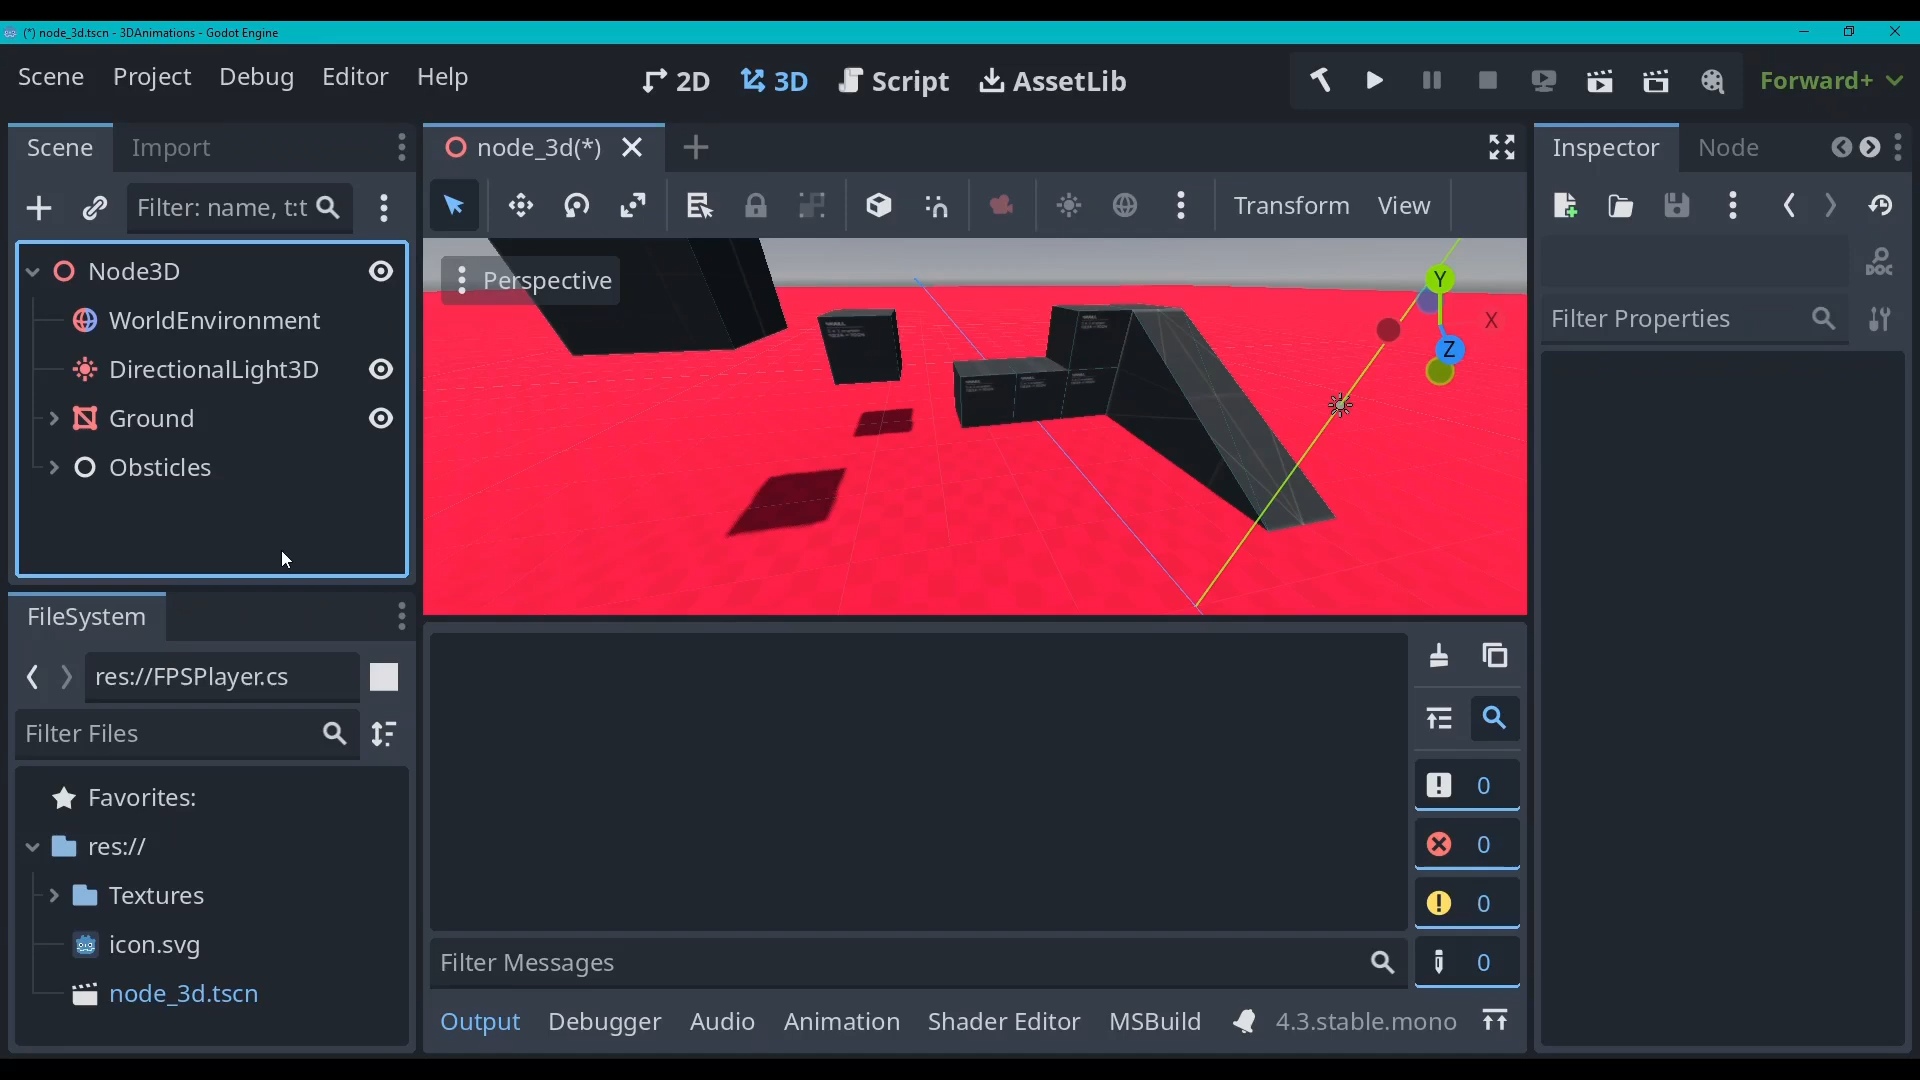 (*) node_3d.tscn - 3DAnimations - Godot Engine
Scene Project Debug Editor Help
2D 3D Script AssetLib
Forward+
Scene Import
node_3d(*)
Inspector Node
Filter: name, t:t
Transform View
Node3D
WorldEnvironment
DirectionalLight3D
Ground
Obsticles
Perspective
Y
X
Z
DOC
Filter Properties
FileSystem
res://FPSPlayer.cs
Filter Files
Favorites:
res://
Textures
icon.svg
node_3d.tscn
0
0
0
0
Filter Messages
Output Debugger Audio Animation Shader Editor MSBuild 4.3.stable.mono